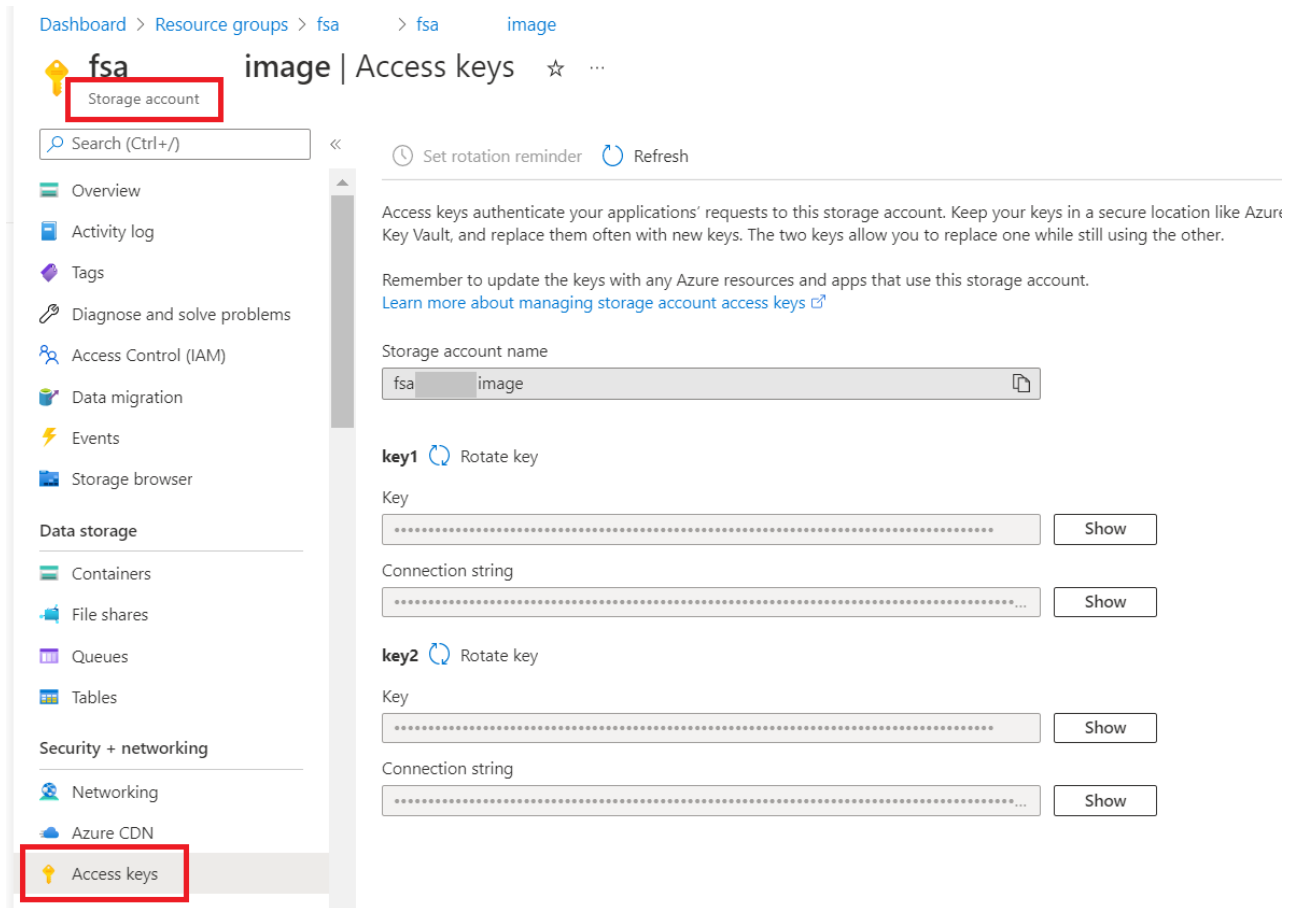 Dashboard > Resource groups > fsa > fsa image
fsa image | Access keys
Storage account
Search (Ctrl+/)
Overview
Activity log
Tags
Diagnose and solve problems
Access Control (IAM)
Data migration
Events
Storage browser
Data storage
Containers
File shares
Queues
Tables
Security + networking
Networking
Azure CDN
Access keys
Set rotation reminder Refresh
Access keys authenticate your applications' requests to this storage account. Keep your keys in a secure location like Azure
Key Vault, and replace them often with new keys. The two keys allow you to replace one while still using the other.
Remember to update the keys with any Azure resources and apps that use this storage account.
Learn more about managing storage account access keys
Storage account name
fsa image
key1 Rotate key
Key
Show
Connection string
... Show
key2 Rotate key
Key
Show
Connection string
... Show